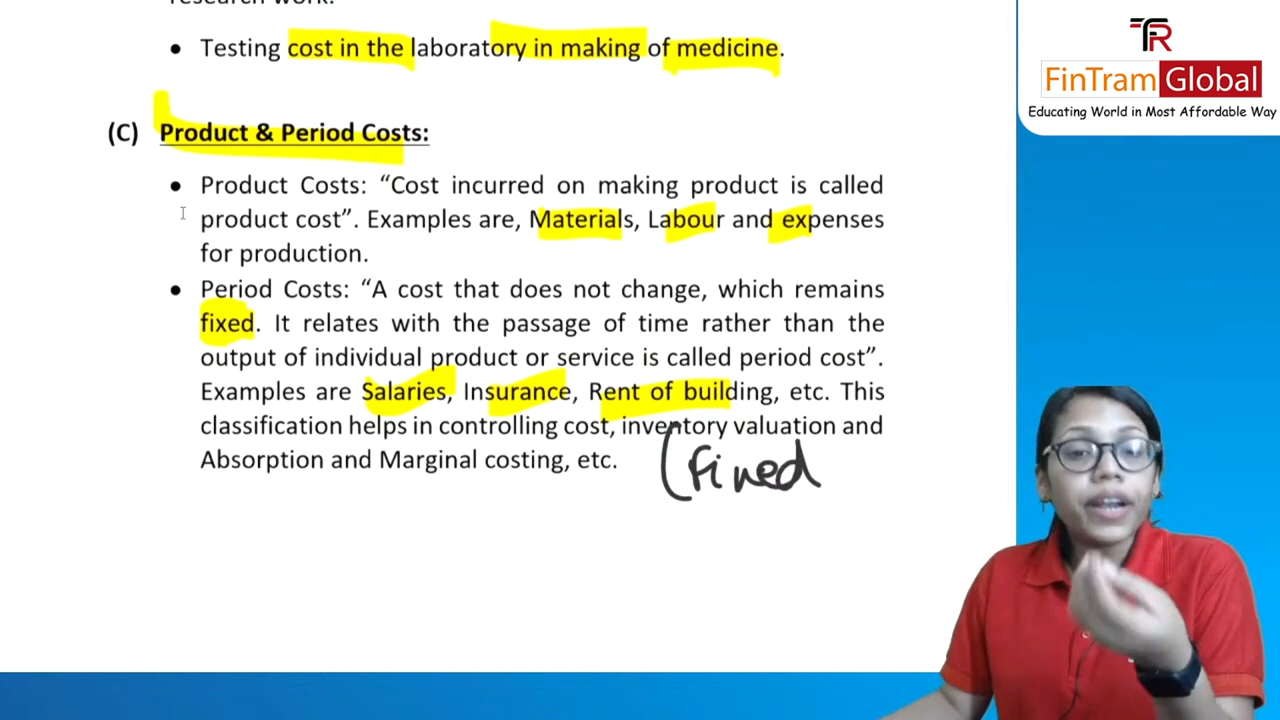 • Testing cost in the laboratory in making of medicine.
(C) Product & Period Costs:
• Product Costs: “Cost incurred on making product is called
product cost”. Examples are, Materials, Labour and expenses
for production.
• Period Costs: “A cost that does not change, which remains
fixed. It relates with the passage of time rather than the
output of individual product or service is called period cost”.
Examples are Salaries, Insurance, Rent of building, etc. This
classification helps in controlling cost, inventory valuation and
Absorption and Marginal costing, etc.
(Fixed
TR
FinTram Global
Educating World in Most Affordable Way